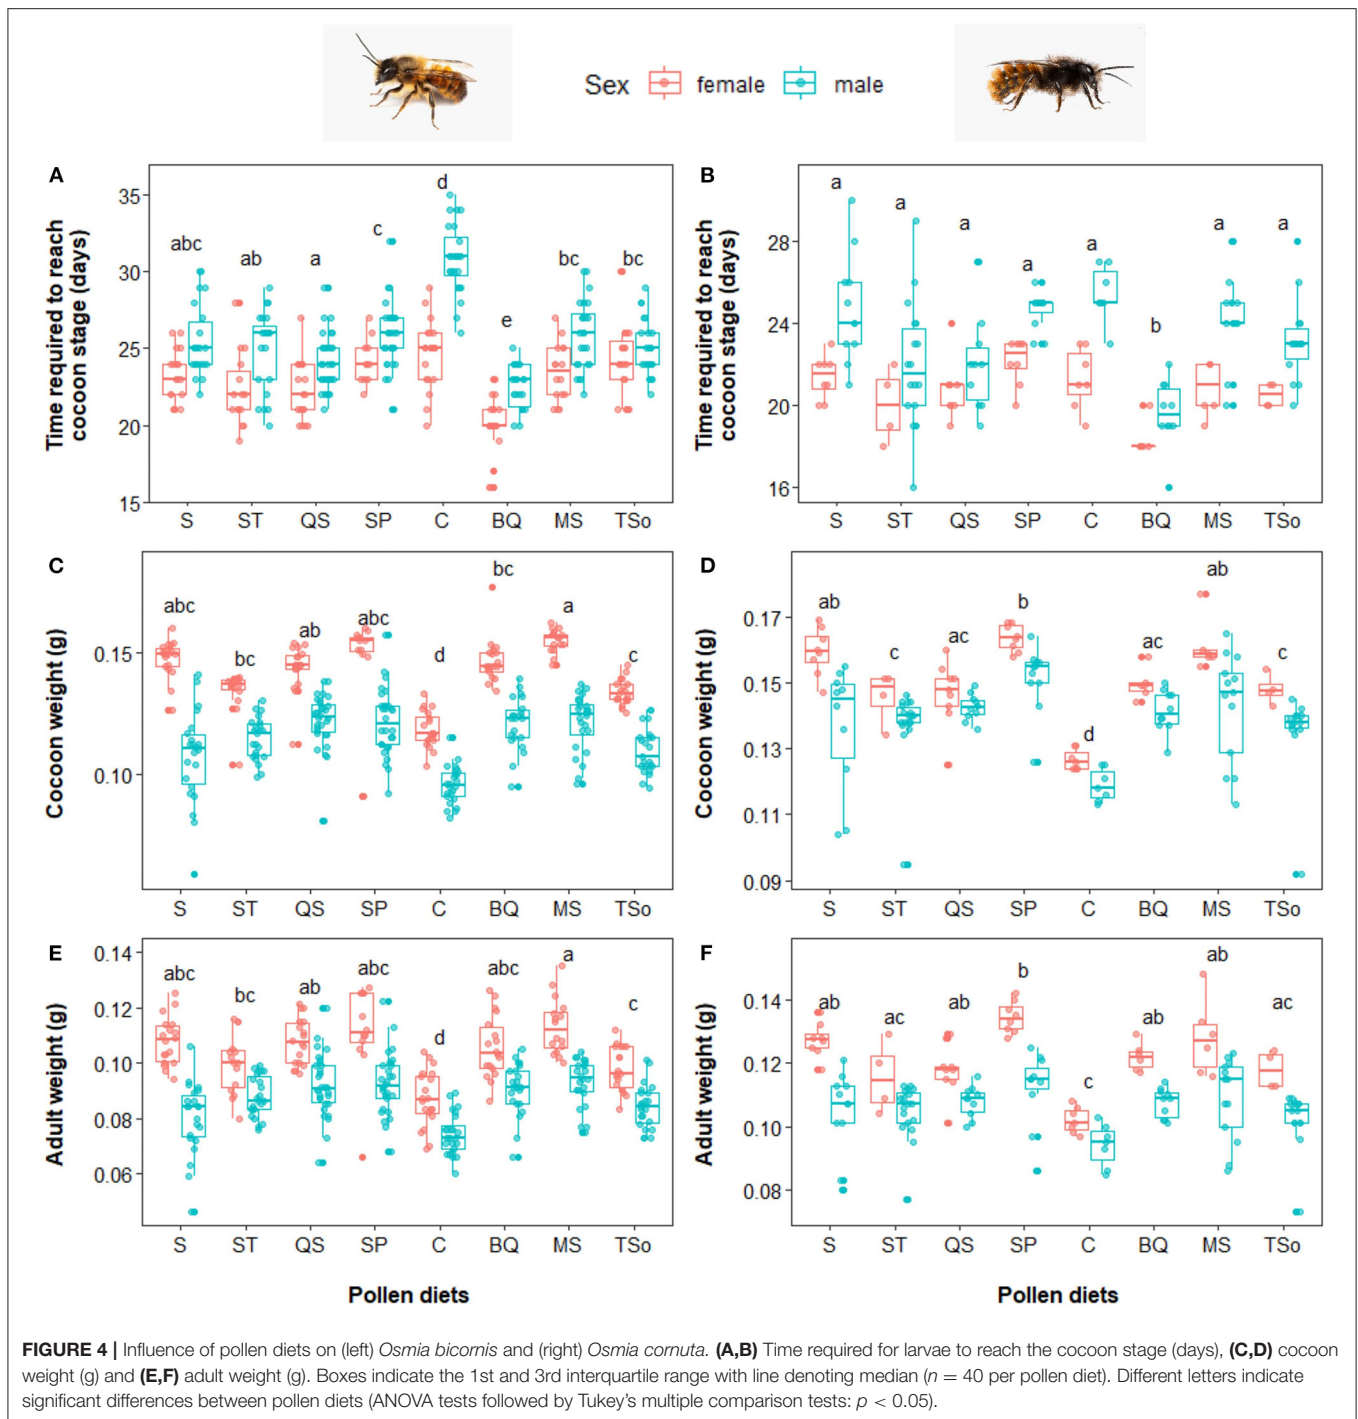 Sex female male
A
Time required to reach
cocoon stage (days)
35
30
25
20
15
abc ab a c d e bc bc
S ST QS SP C BQ MS TSo
B
Time required to reach
cocoon stage (days)
28
24
20
16
a a a a a b a a
S ST QS SP C BQ MS TSo
C
Cocoon weight (g)
0.15
0.10
abc bc ab abc d bc a c
S ST QS SP C BQ MS TSo
D
Cocoon weight (g)
0.17
0.15
0.13
0.11
0.09
ab c ac b d ac ab c
S ST QS SP C BQ MS TSo
E
Adult weight (g)
0.14
0.12
0.10
0.08
0.06
abc bc ab abc d abc a c
S ST QS SP C BQ MS TSo
Pollen diets
F
Adult weight (g)
0.14
0.12
0.10
0.08
ab ac ab b c ab ab ac
S ST QS SP C BQ MS TSo
Pollen diets
FIGURE 4 | Influence of pollen diets on (left) Osmia bicornis and (right) Osmia cornuta. (A,B) Time required for larvae to reach the cocoon stage (days), (C,D) cocoon
weight (g) and (E,F) adult weight (g). Boxes indicate the 1st and 3rd interquartile range with line denoting median (n = 40 per pollen diet). Different letters indicate
significant differences between pollen diets (ANOVA tests followed by Tukey's multiple comparison tests: p < 0.05).